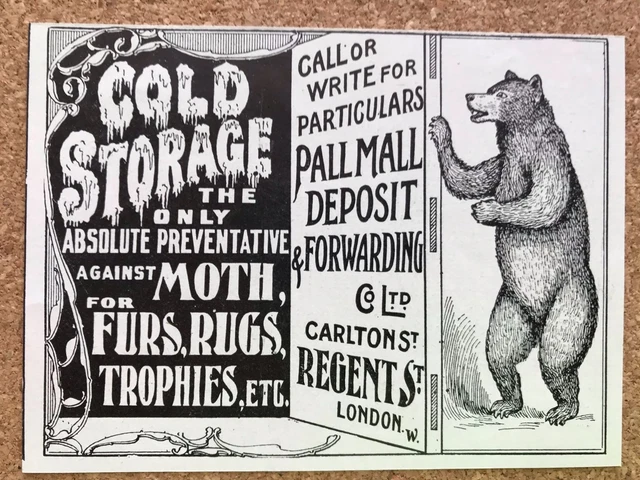 COLD
STORAGE
THE
ONLY
ABSOLUTE PREVENTATIVE
AGAINST MOTH,
FOR
FURS, RUGS,
TROPHIES, ETC.
CALL OR
WRITE FOR
PARTICULARS
PALL MALL
DEPOSIT
& FORWARDING
CO LTD
CARLTON ST
REGENT ST
LONDON. W.